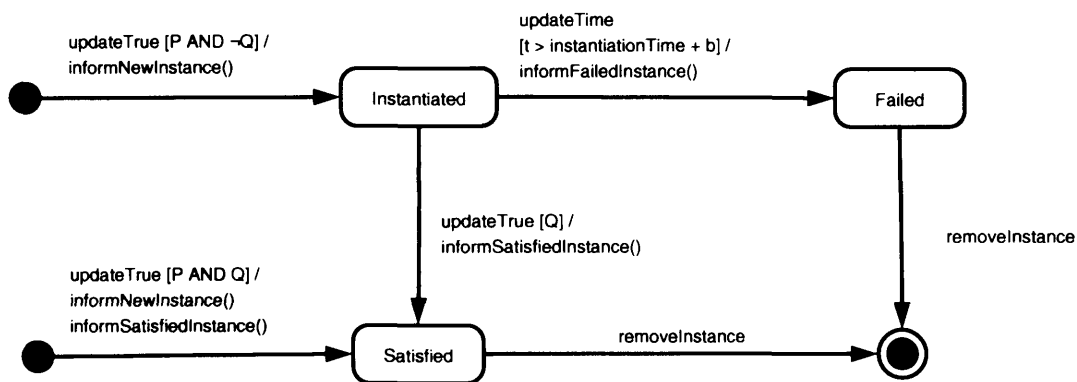 updateTrue [P AND ¬Q] /
informNewInstance()
updateTime
[t > instantiationTime + b] /
informFailedInstance()
Instantiated
Failed
updateTrue [Q] /
informSatisfiedInstance()
removeInstance
updateTrue [P AND Q] /
informNewInstance()
informSatisfiedInstance()
Satisfied
removeInstance